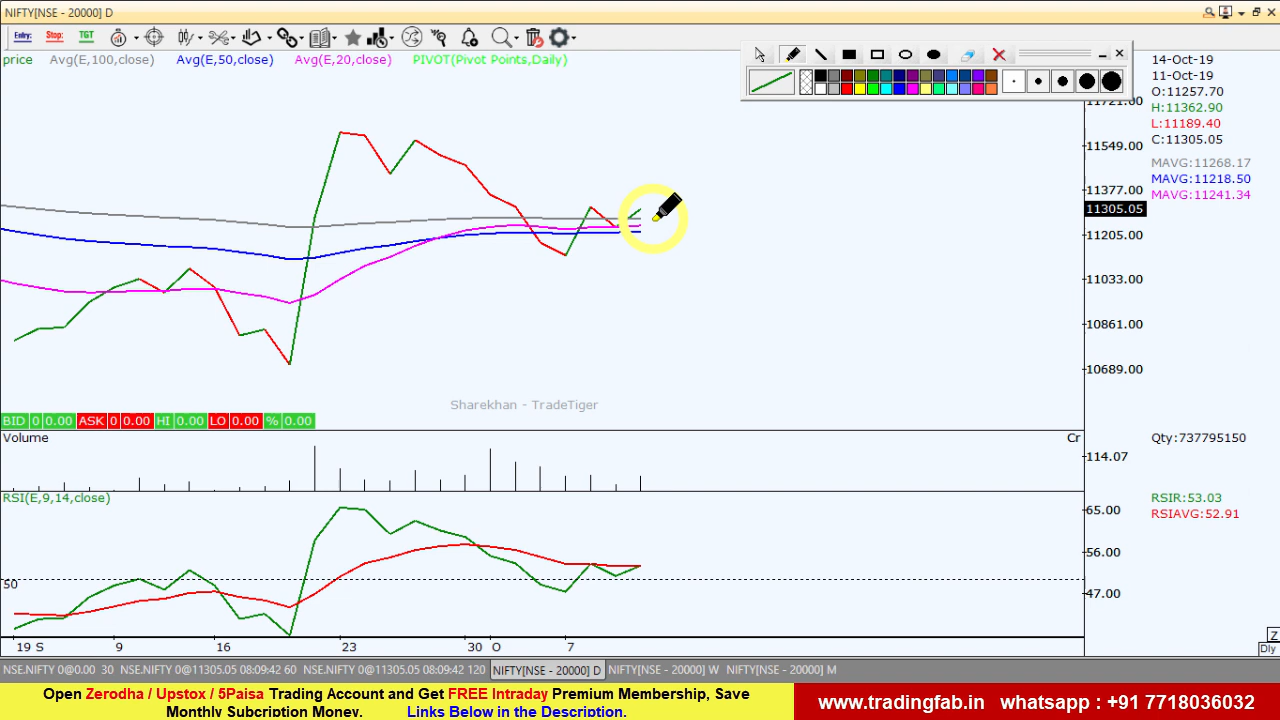 NIFTY[NSE - 20000] D
Entry: Stop: TGT
price Avg(E,100,close) Avg(E,50,close) Avg(E,20,close) PIVOT(Pivot Points,Daily)
14-Oct-19
11-Oct-19
O:11257.70
H:11362.90
L:11189.40
C:11305.05
MAVG:11268.17
MAVG:11218.50
MAVG:11241.34
11721.00
11549.00
11377.00
11305.05
11205.00
11033.00
10861.00
10689.00
Sharekhan - TradeTiger
BID 0 0.00 ASK 0 0.00 HI 0.00 LO 0.00 % 0.00
Volume Cr Qty:737795150
114.07
RSI(E,9,14,close) RSIR:53.03
RSIAVG:52.91
65.00
56.00
50
47.00
19 S 9 16 23 30 O 7
Z
Dly
NSE.NIFTY 0@0.00 30 NSE.NIFTY 0@11305.05 08:09:42 60 NSE.NIFTY 0@11305.05 08:09:42 120 NIFTY[NSE - 20000] D NIFTY[NSE - 20000] W NIFTY[NSE - 20000] M
Open Zerodha / Upstox / 5Paisa Trading Account and Get FREE Intraday Premium Membership, Save
Monthly Subcription Money. Links Below in the Description.
www.tradingfab.in whatsapp : +91 7718036032